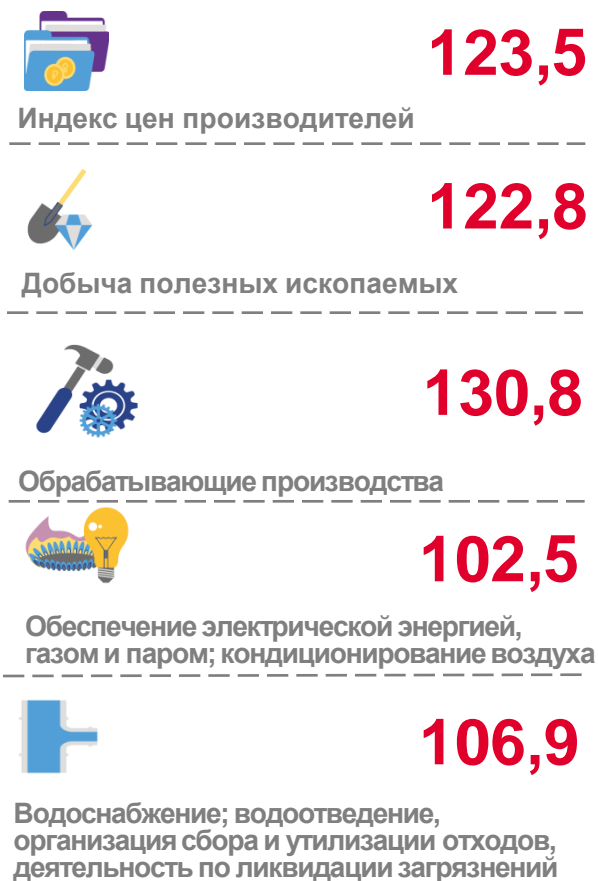 123,5
Индекс цен производителей
122,8
Добыча полезных ископаемых
130,8
Обрабатывающие производства
102,5
Обеспечение электрической энергией,
газом и паром; кондиционирование воздуха
106,9
Водоснабжение; водоотведение,
организация сбора и утилизации отходов,
деятельность по ликвидации загрязнений